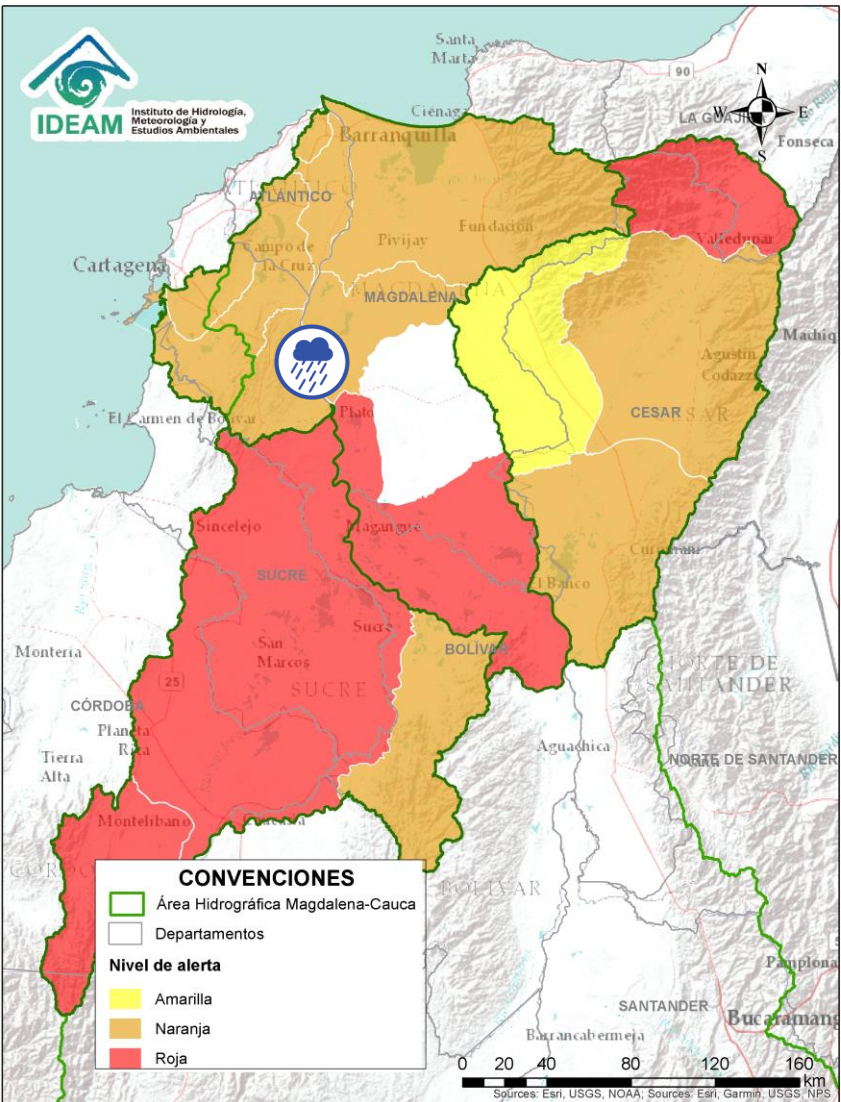 IDEAM
Instituto de Hidrología,
Meteorología y
Estudios Ambientales
Santa
Marta
90
N
W
E
S
Ciénaga
LA GUAJIRA
Fonseca
Barranquilla
ATLÁNTICO
Valledupar
Fundación
Pivijay
Campo de
la Cruz
Cartagena
MAGDALENA
MAGDALENA
Agustín
Codazzi
CESAR
CESAR
Plato
El Carmen de Bolívar
Sincelejo
Magangué
SUCRE
El Banco
Sucre
BOLÍVAR
San
Marcos
SUCRE
Montería
25
CÓRDOBA
NORTE DE
SANTANDER
Planeta
Rica
Tierra
Alta
Aguachica
NORTE DE SANTANDER
Montelíbano
BOLÍVAR
CONVENCIONES
Área Hidrográfica Magdalena-Cauca
Departamentos
Nivel de alerta
Amarilla
Naranja
Roja
Pamplona
SANTANDER
Barrancabermeja
0 20 40 80 120 160
km
Sources: Esri, USGS, NOAA; Sources: Esri, Garmin, USGS, NPS